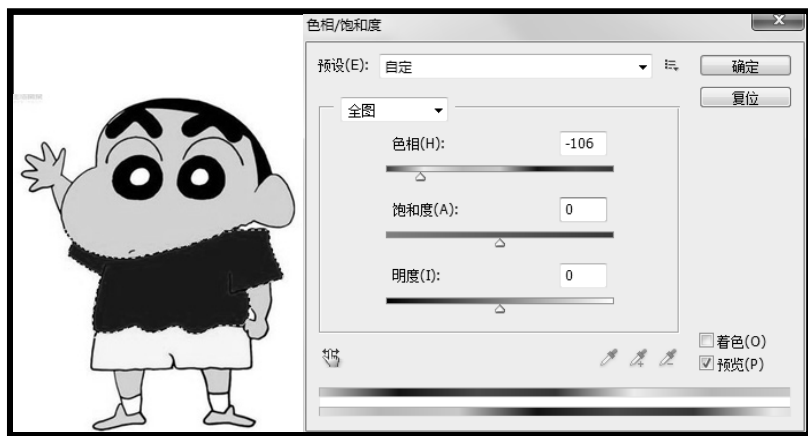 色相/饱和度
预设(E): 自定
确定
复位
全图
色相(H): -106
饱和度(A): 0
明度(I): 0
着色(O)
预览(P)